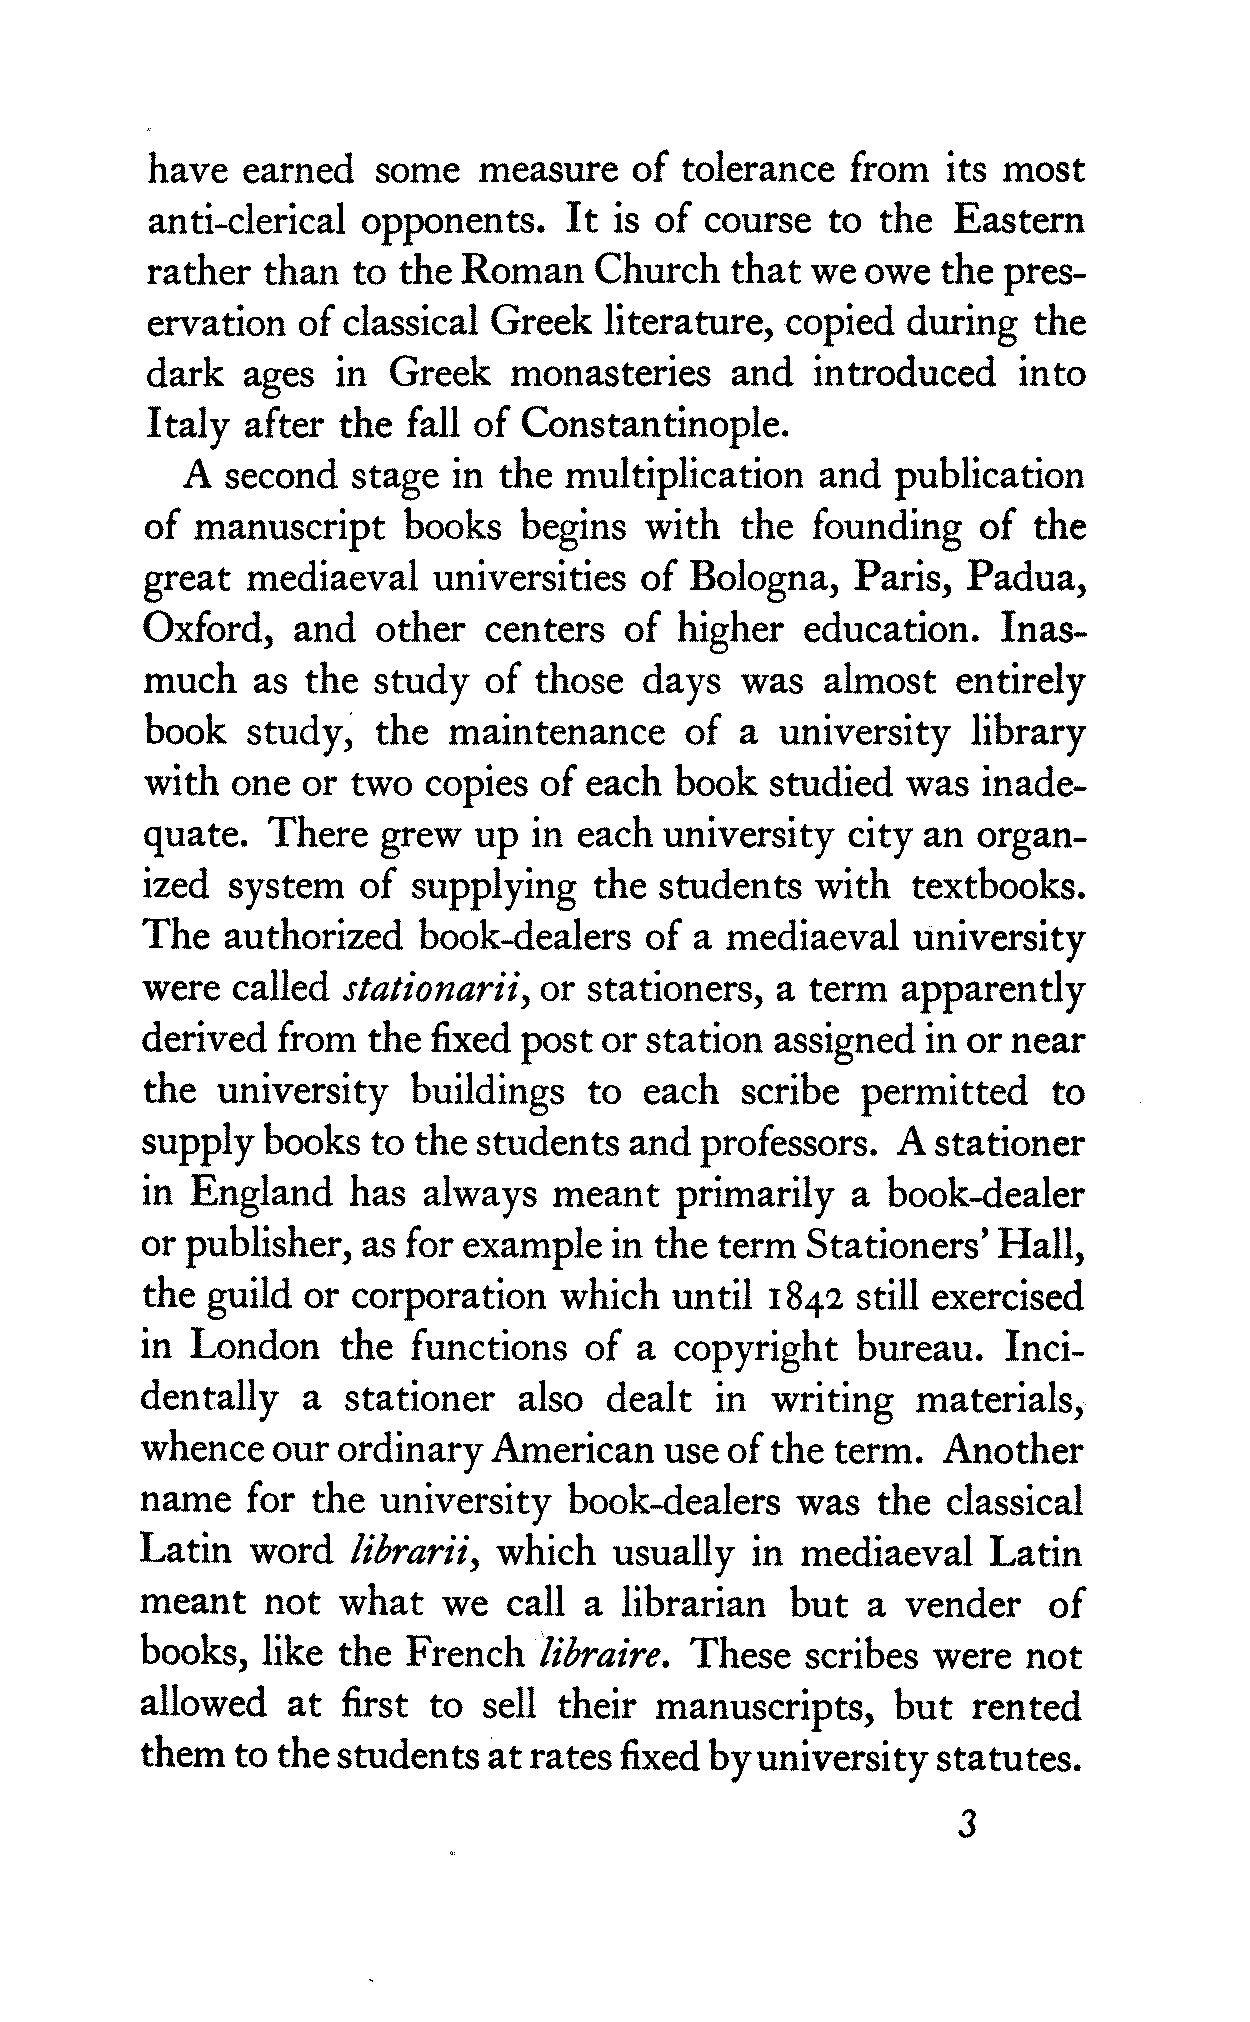 have earned some measure of tolerance from its most
anti-clerical opponents. It is of course to the Eastern
rather than to the Roman Church that we owe the pres-
ervation of classical Greek literature, copied during the
dark ages in Greek monasteries and introduced into
Italy after the fall of Constantinople.
A second stage in the multiplication and publication
of manuscript books begins with the founding of the
great mediaeval universities of Bologna, Paris, Padua,
Oxford, and other centers of higher education. Inas-
much as the study of those days was almost entirely
book study, the maintenance of a university library
with one or two copies of each book studied was inade-
quate. There grew up in each university city an organ-
ized system of supplying the students with textbooks.
The authorized book-dealers of a mediaeval university
were called stationarii, or stationers, a term apparently
derived from the fixed post or station assigned in or near
the university buildings to each scribe permitted to
supply books to the students and professors. A stationer
in England has always meant primarily a book-dealer
or publisher, as for example in the term Stationers' Hall,
the guild or corporation which until 1842 still exercised
in London the functions of a copyright bureau. Inci-
dentally a stationer also dealt in writing materials,
whence our ordinary American use of the term. Another
name for the university book-dealers was the classical
Latin word librarii, which usually in mediaeval Latin
meant not what we call a librarian but a vender of
books, like the French libraire. These scribes were not
allowed at first to sell their manuscripts, but rented
them to the students at rates fixed by university statutes.
3